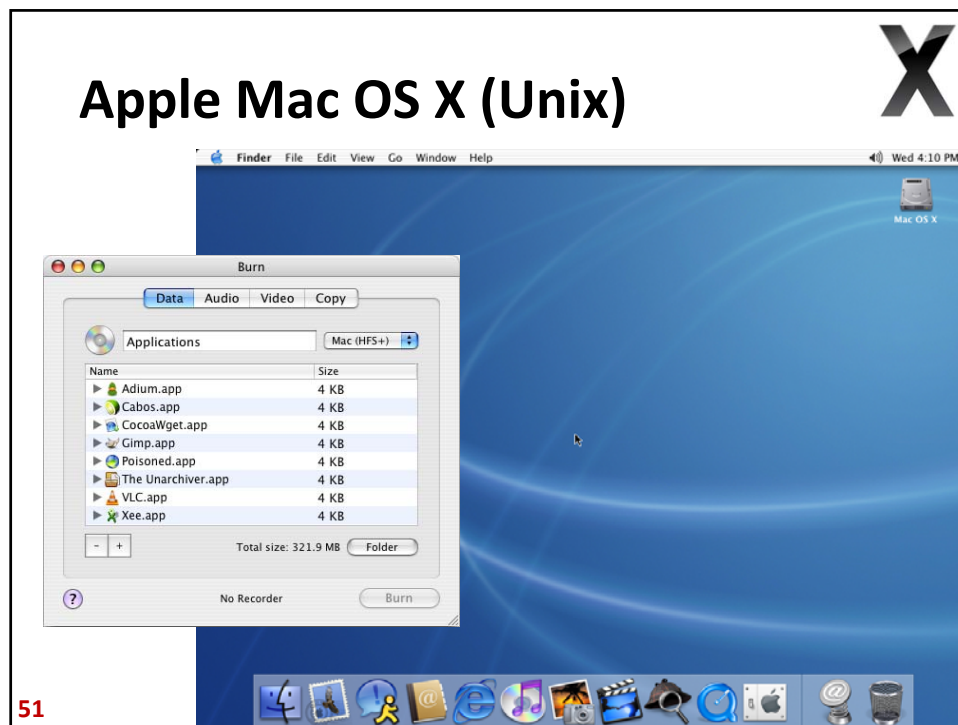 X
Apple Mac OS X (Unix)
Finder File Edit View Go Window Help Wed 4:10 PM
Mac OS X
Burn
Data Audio Video Copy
Applications Mac (HFS+)
Name Size
Adium.app 4 KB
Cabos.app 4 KB
CocoaWget.app 4 KB
Gimp.app 4 KB
Poisoned.app 4 KB
The Unarchiver.app 4 KB
VLC.app 4 KB
Xee.app 4 KB
- +
Total size: 321.9 MB Folder
? No Recorder Burn
@ @
51